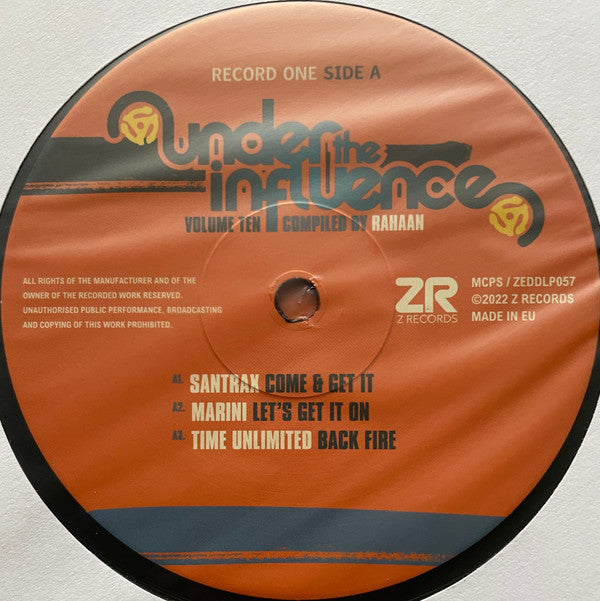 RECORD ONE SIDE A
under the
influence
VOLUME TEN COMPILED BY RAHAAN
ALL RIGHTS OF THE MANUFACTURER AND OF THE
OWNER OF THE RECORDED WORK RESERVED.
UNAUTHORISED PUBLIC PERFORMANCE, BROADCASTING
AND COPYING OF THIS WORK PROHIBITED.
ZR
Z RECORDS
MCPS / ZEDDLP057
©2022 Z RECORDS
MADE IN EU
A1. SANTRAX COME & GET IT
A2. MARINI LET'S GET IT ON
A3. TIME UNLIMITED BACK FIRE